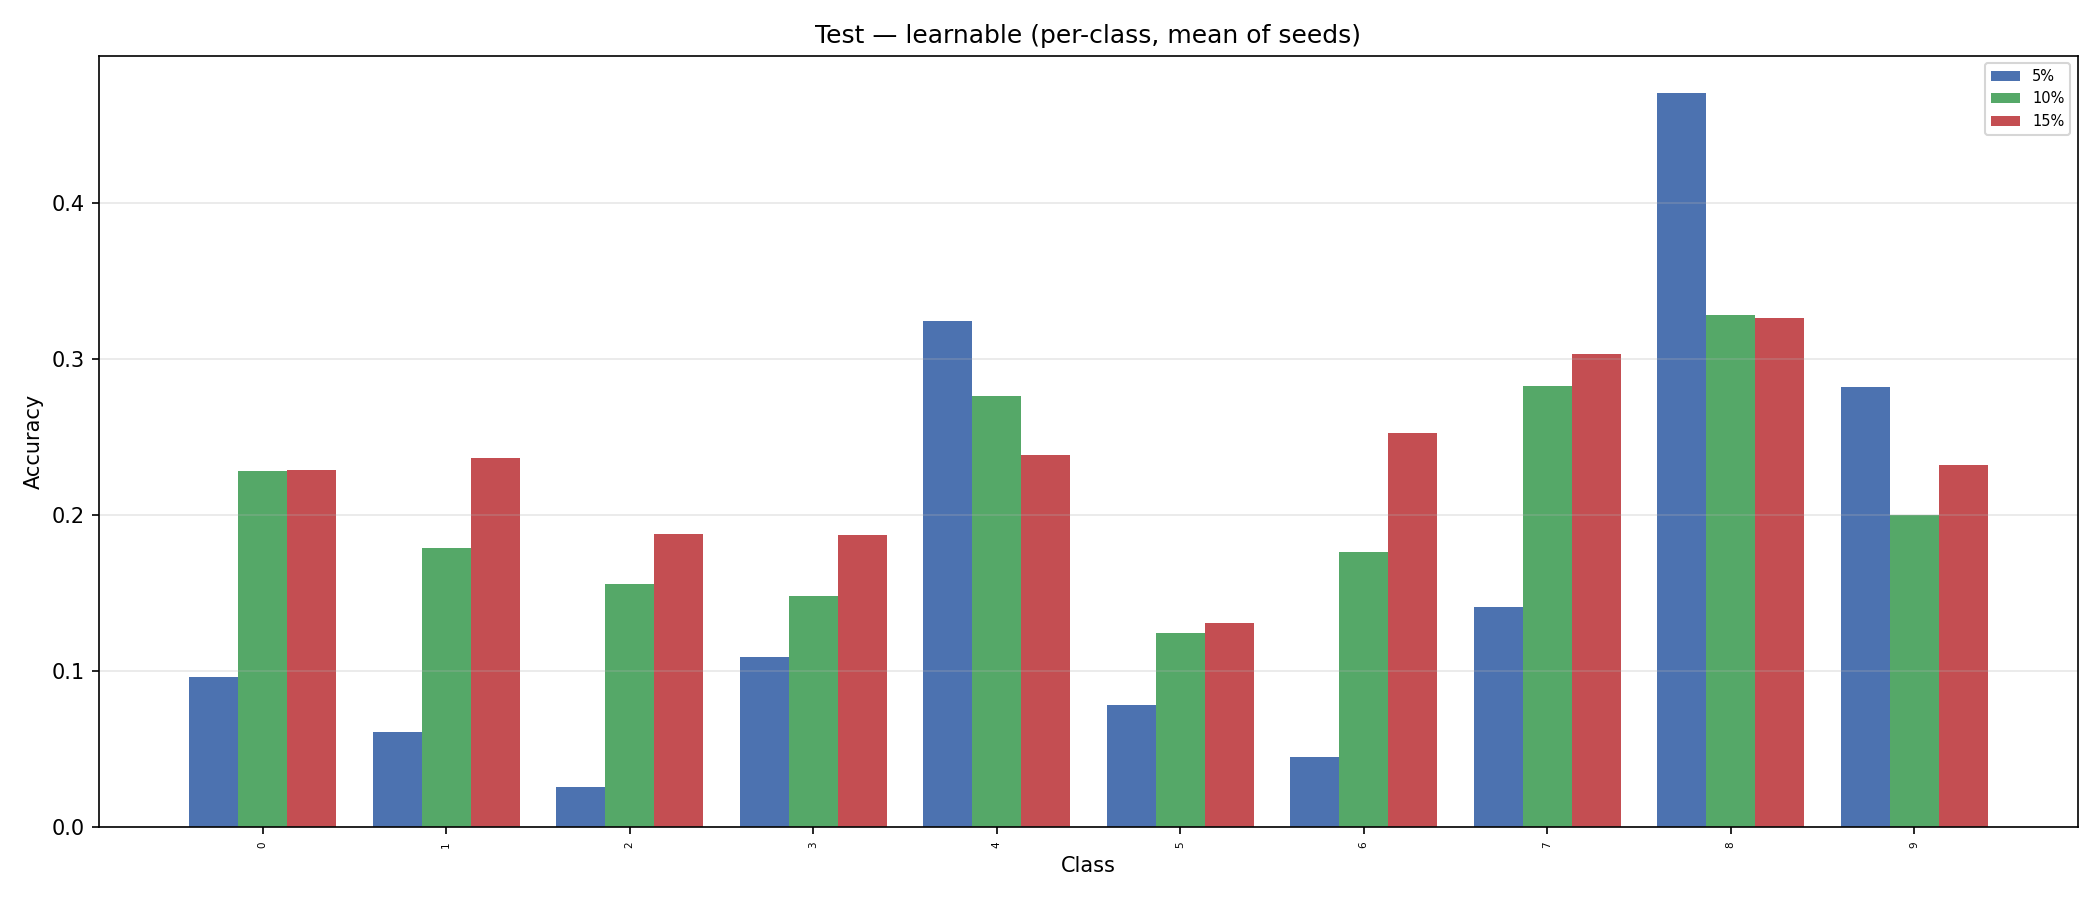 Test — learnable (per-class, mean of seeds)
5%
10%
15%
Accuracy
0.4
0.3
0.2
0.1
0.0
0 1 2 3 4 5 6 7 8 9
Class